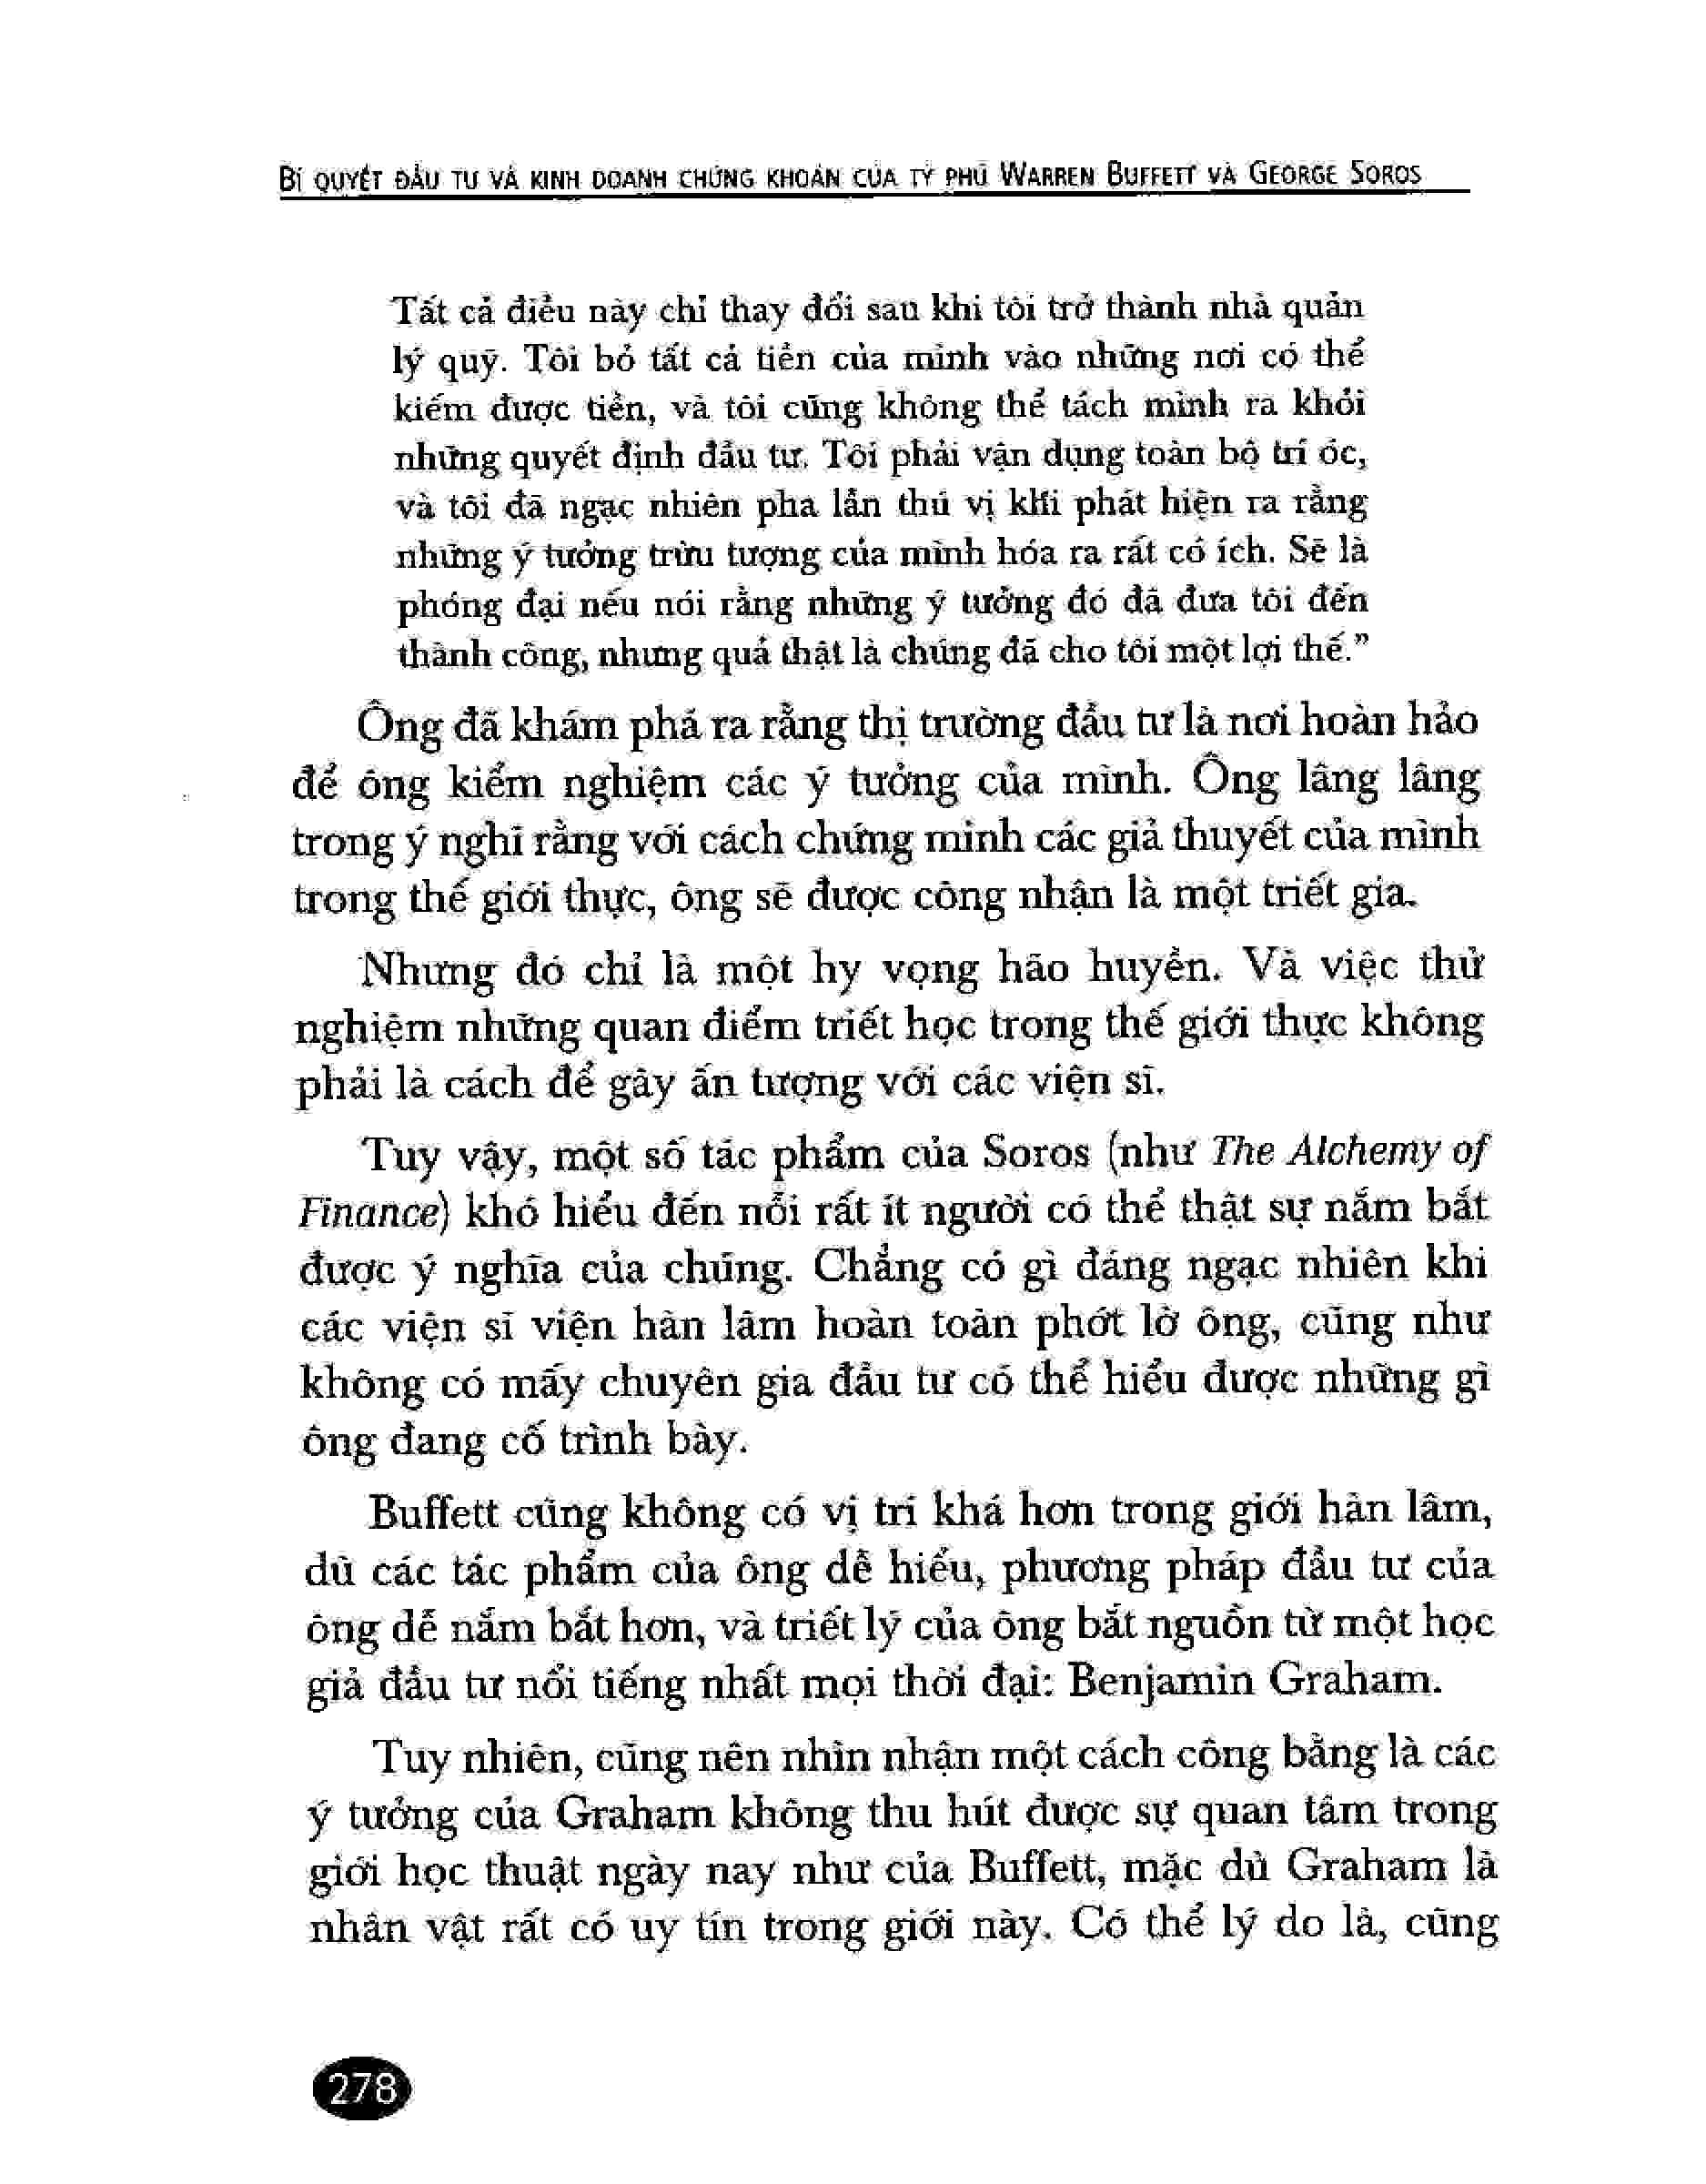 Bí quyết đầu tư và kinh doanh chứng khoán của tỷ phú Warren Buffett và George Soros
Tất cả điều này chỉ thay đổi sau khi tôi trở thành nhà quản
lý quỹ. Tôi bỏ tất cả tiền của mình vào những nơi có thể
kiếm được tiền, và tôi cũng không thể tách mình ra khỏi
những quyết định đầu tư. Tôi phải vận dụng toàn bộ trí óc,
và tôi đã ngạc nhiên pha lẫn thú vị khi phát hiện ra rằng
những ý tưởng trừu tượng của mình hóa ra rất có ích. Sẽ là
phóng đại nếu nói rằng những ý tưởng đó đã đưa tôi đến
thành công, nhưng quả thật là chúng đã cho tôi một lợi thế.”
Ông đã khám phá ra rằng thị trường đầu tư là nơi hoàn hảo
để ông kiểm nghiệm các ý tưởng của mình. Ông lâng lâng
trong ý nghĩ rằng với cách chứng minh các giả thuyết của mình
trong thế giới thực, ông sẽ được công nhận là một triết gia.
Nhưng đó chỉ là một hy vọng hão huyền. Và việc thử
nghiệm những quan điểm triết học trong thế giới thực không
phải là cách để gây ấn tượng với các viện sĩ.
Tuy vậy, một số tác phẩm của Soros (như The Alchemy of
Finance) khó hiểu đến nỗi rất ít người có thể thật sự nắm bắt
được ý nghĩa của chúng. Chẳng có gì đáng ngạc nhiên khi
các viện sĩ viện hàn lâm hoàn toàn phớt lờ ông, cũng như
không có mấy chuyên gia đầu tư có thể hiểu được những gì
ông đang cố trình bày.
Buffett cũng không có vị trí khá hơn trong giới hàn lâm,
dù các tác phẩm của ông dễ hiểu, phương pháp đầu tư của
ông dễ nắm bắt hơn, và triết lý của ông bắt nguồn từ một học
giả đầu tư nổi tiếng nhất mọi thời đại: Benjamin Graham.
Tuy nhiên, cũng nên nhìn nhận một cách công bằng là các
ý tưởng của Graham không thu hút được sự quan tâm trong
giới học thuật ngày nay như của Buffett, mặc dù Graham là
nhân vật rất có uy tín trong giới này. Có thể lý do là, cũng
278